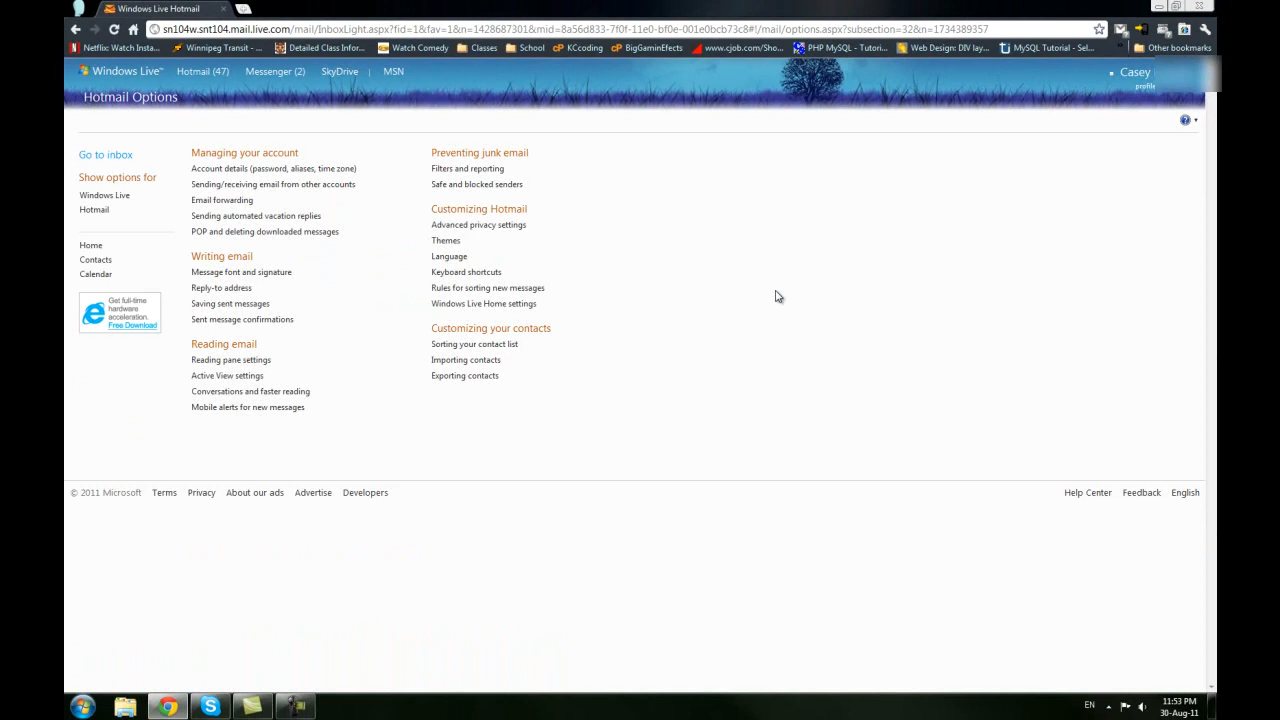 Windows Live Hotmail
sn104w.snt104.mail.live.com/mail/InboxLight.aspx?fid=1&fav=1&n=1428687301&mid=8a56d833-7f0f-11e0-bf0e-001e0bcb73c8#!/mail/options.aspx?subsection=32&n=1734389357
Netflix: Watch Insta... Winnipeg Transit - ... Detailed Class Infor... Watch Comedy Classes School KCcoding BigGaminEffects www.cjob.com/Sho... PHP MySQL - Tutori... Web Design: DIV lay... MySQL Tutorial - Sel... » Other bookmarks
Windows Live™ Hotmail (47) Messenger (2) SkyDrive | MSN Casey
profile
Hotmail Options
Go to inbox
Show options for
Windows Live
Hotmail
Home
Contacts
Calendar
Get full-time
hardware
acceleration.
Free Download
Managing your account
Account details (password, aliases, time zone)
Sending/receiving email from other accounts
Email forwarding
Sending automated vacation replies
POP and deleting downloaded messages
Writing email
Message font and signature
Reply-to address
Saving sent messages
Sent message confirmations
Reading email
Reading pane settings
Active View settings
Conversations and faster reading
Mobile alerts for new messages
Preventing junk email
Filters and reporting
Safe and blocked senders
Customizing Hotmail
Advanced privacy settings
Themes
Language
Keyboard shortcuts
Rules for sorting new messages
Windows Live Home settings
Customizing your contacts
Sorting your contact list
Importing contacts
Exporting contacts
© 2011 Microsoft Terms Privacy About our ads Advertise Developers Help Center Feedback English
EN
11:53 PM
30-Aug-11